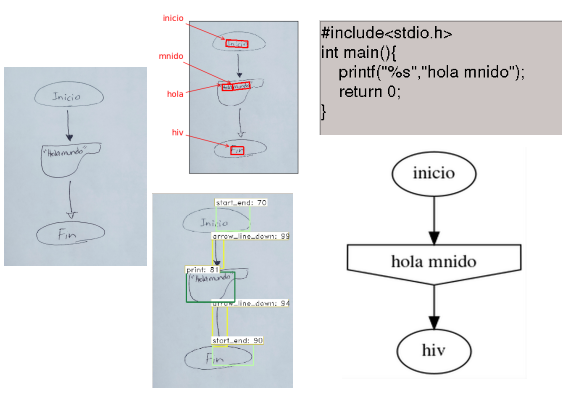 Inicio
"Hola mundo"
Fin
inicio
mnido
hola
hiv
Inicio
Hola mundo
Fin
start_end: 70
Inicio
arrow_line_down: 99
print: 81
"Hola mundo"
arrow_line_down: 94
start_end: 90
Fin
#include<stdio.h>
int main(){
printf("%s","hola mnido");
return 0;
}
inicio
hola mnido
hiv